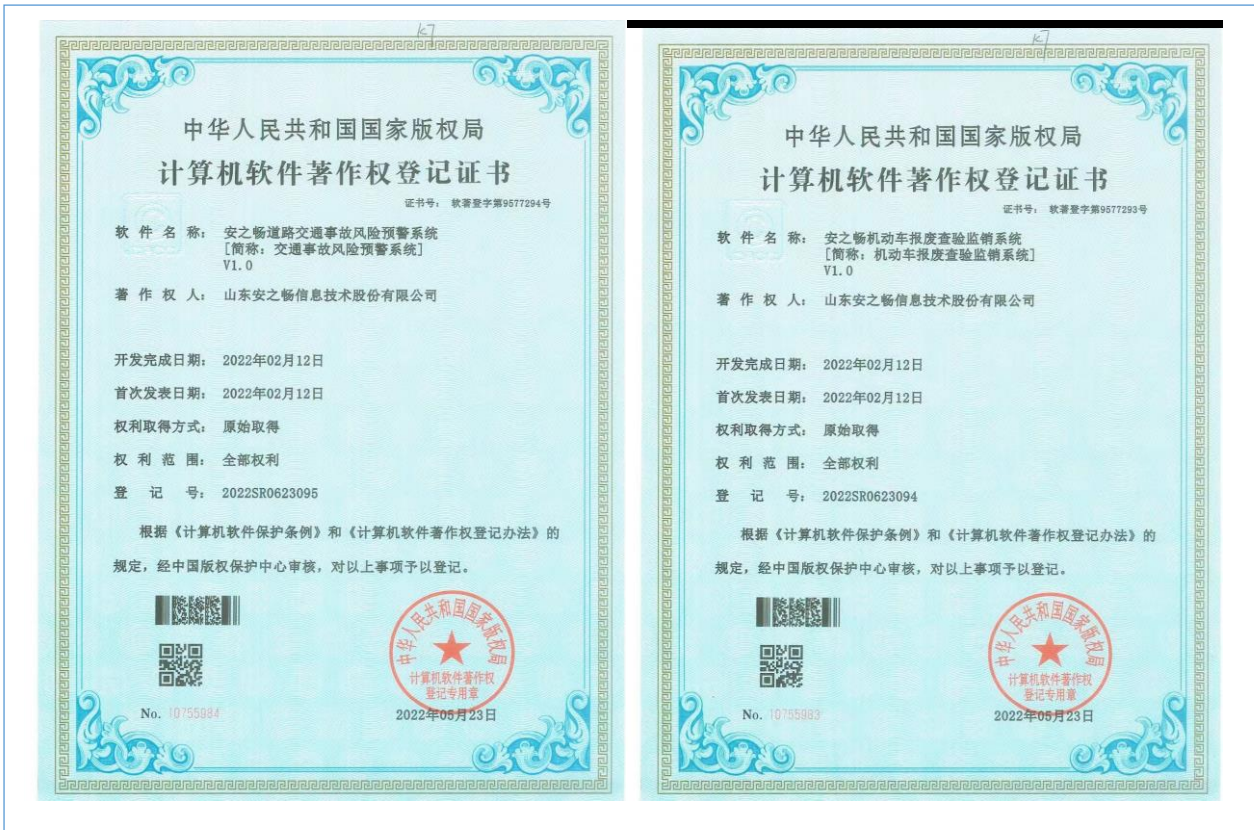 K7
中华人民共和国国家版权局
计算机软件著作权登记证书
证书号: 软著登字第9577294号
软件名称: 安之畅道路交通事故风险预警系统
[简称: 交通事故风险预警系统]
V1.0
著作权人: 山东安之畅信息技术股份有限公司
开发完成日期: 2022年02月12日
首次发表日期: 2022年02月12日
权利取得方式: 原始取得
权利范围: 全部权利
登记号: 2022SR0623095
根据《计算机软件保护条例》和《计算机软件著作权登记办法》的
规定，经中国版权保护中心审核，对以上事项予以登记。
中华人民共和国国家版权局
计算机软件著作权
登记专用章
No. 10755984
2022年05月23日
K7
中华人民共和国国家版权局
计算机软件著作权登记证书
证书号: 软著登字第9577293号
软件名称: 安之畅机动车报废查验监销系统
[简称: 机动车报废查验监销系统]
V1.0
著作权人: 山东安之畅信息技术股份有限公司
开发完成日期: 2022年02月12日
首次发表日期: 2022年02月12日
权利取得方式: 原始取得
权利范围: 全部权利
登记号: 2022SR0623094
根据《计算机软件保护条例》和《计算机软件著作权登记办法》的
规定，经中国版权保护中心审核，对以上事项予以登记。
中华人民共和国国家版权局
计算机软件著作权
登记专用章
No. 10755983
2022年05月23日